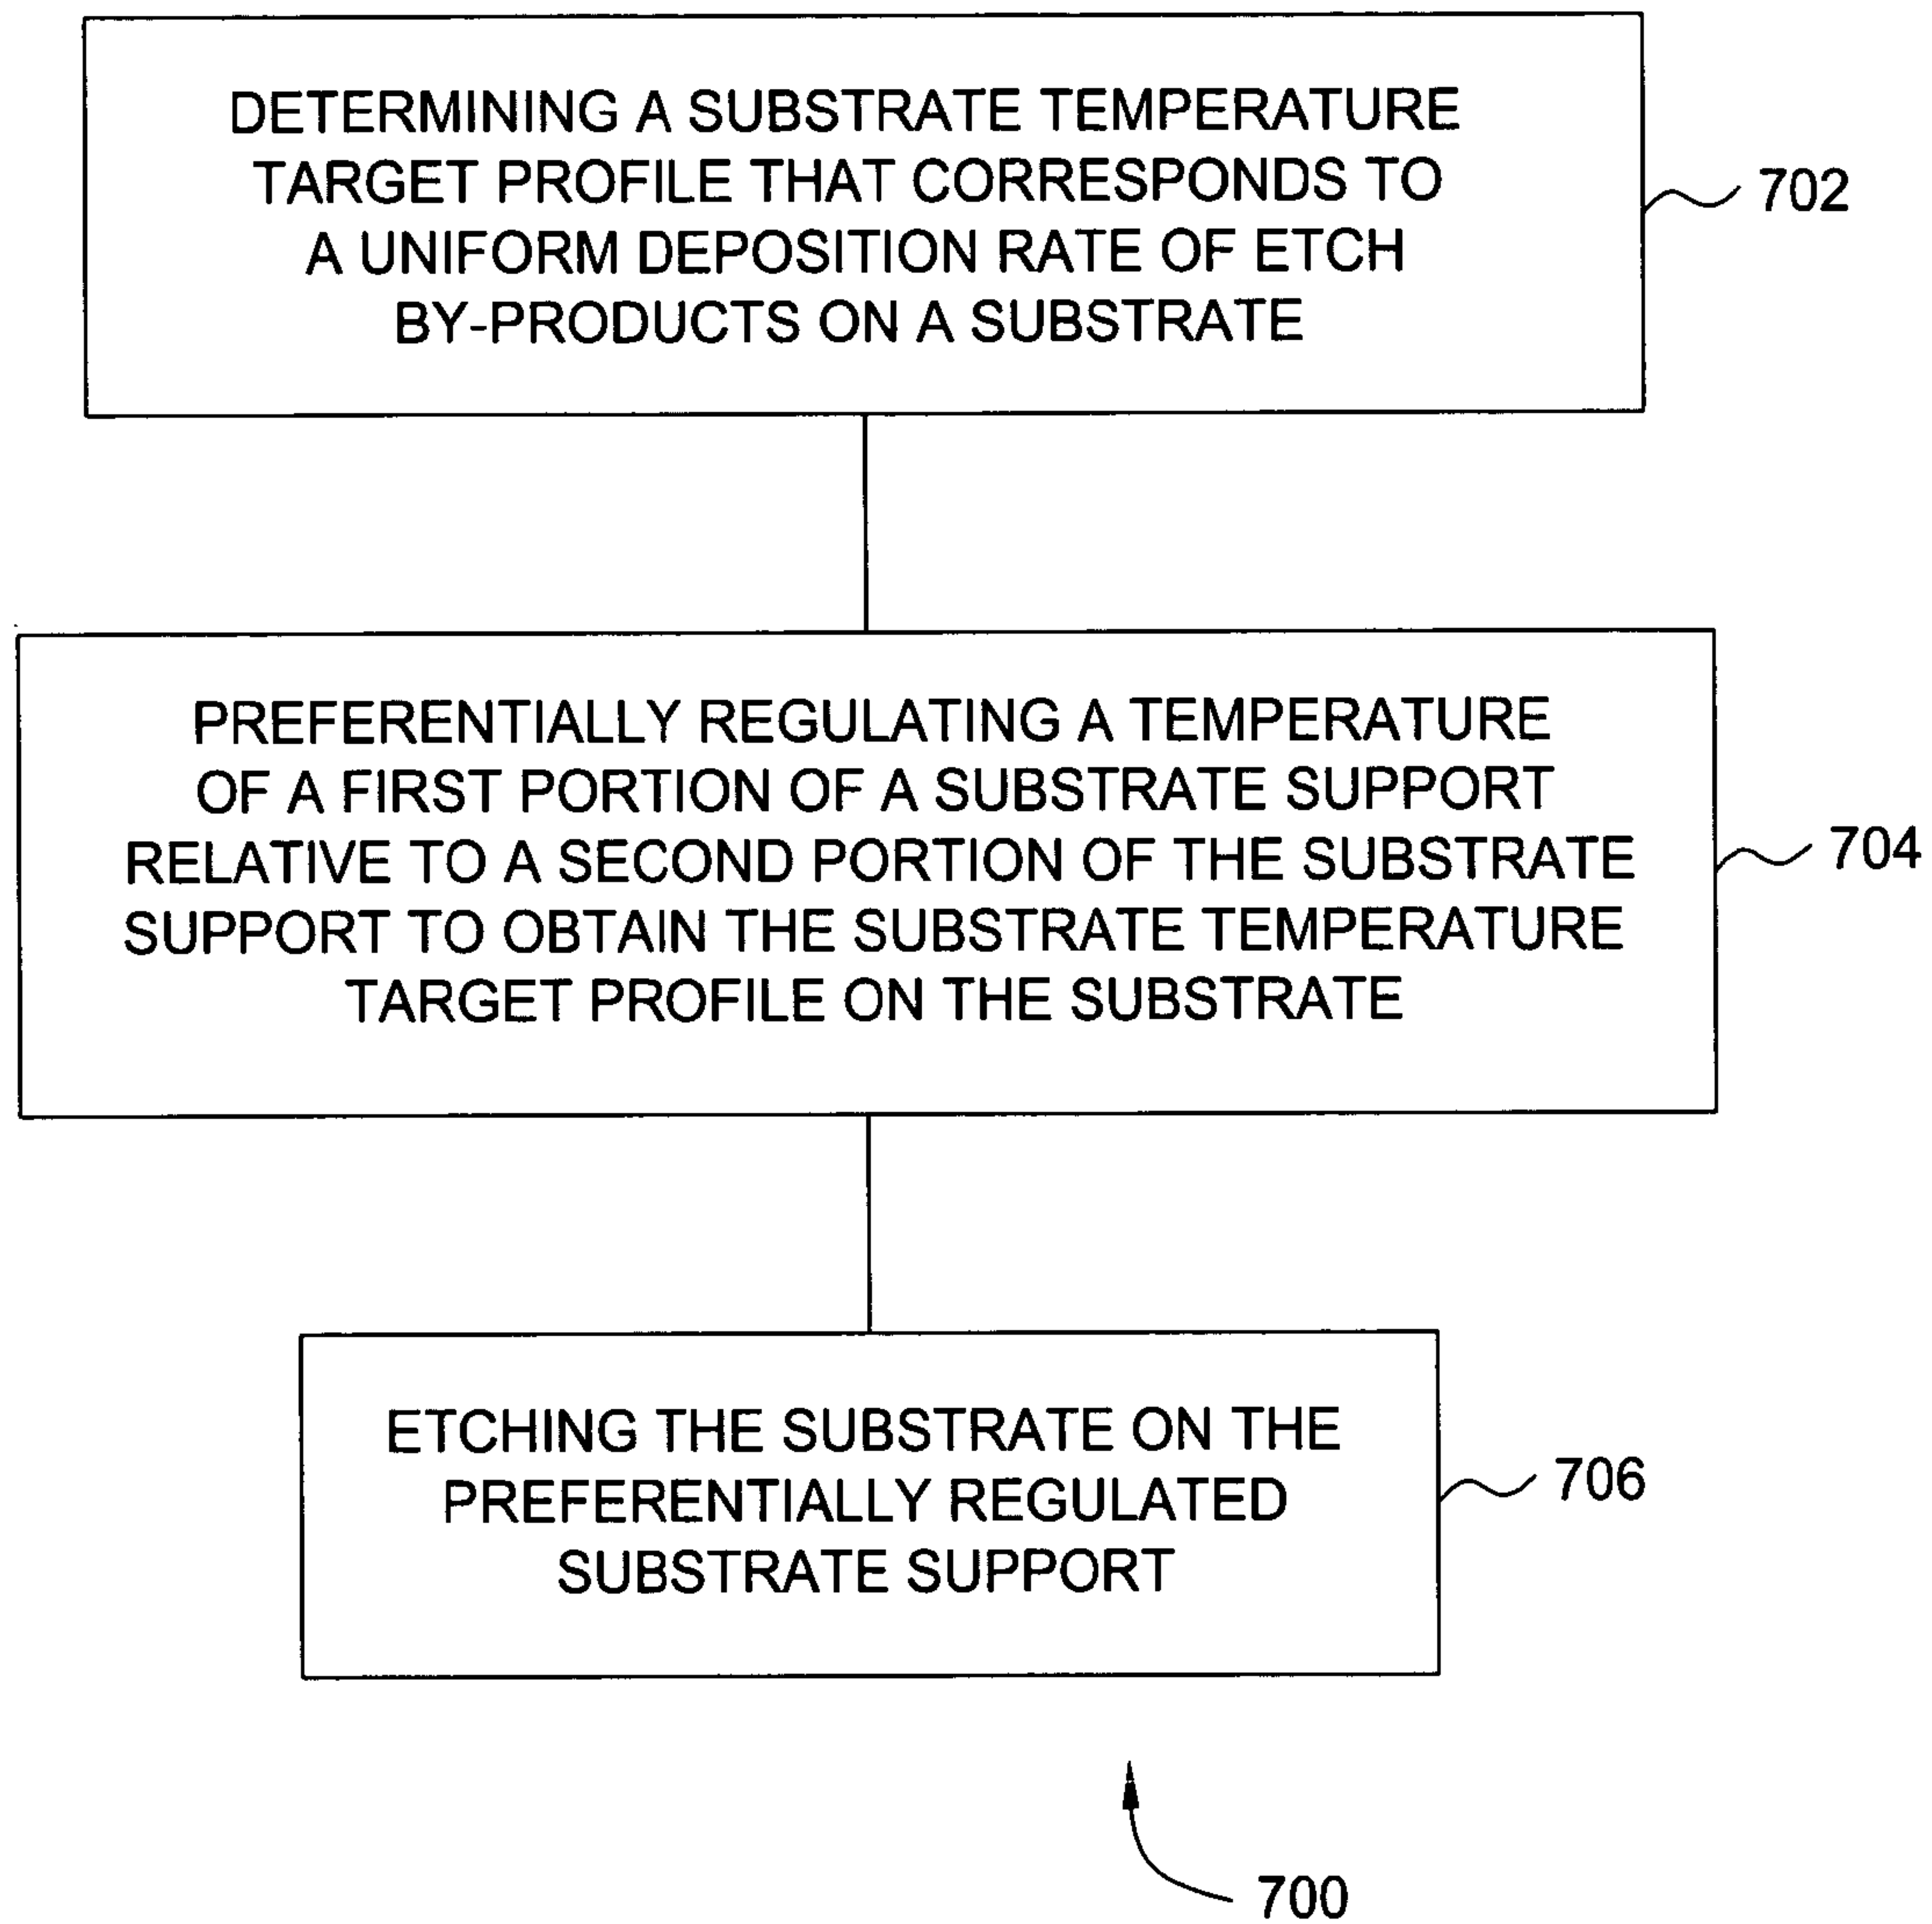 DETERMINING A SUBSTRATE TEMPERATURE
TARGET PROFILE THAT CORRESPONDS TO
A UNIFORM DEPOSITION RATE OF ETCH
BY-PRODUCTS ON A SUBSTRATE
702
PREFERENTIALLY REGULATING A TEMPERATURE
OF A FIRST PORTION OF A SUBSTRATE SUPPORT
RELATIVE TO A SECOND PORTION OF THE SUBSTRATE
SUPPORT TO OBTAIN THE SUBSTRATE TEMPERATURE
TARGET PROFILE ON THE SUBSTRATE
704
ETCHING THE SUBSTRATE ON THE
PREFERENTIALLY REGULATED
SUBSTRATE SUPPORT
706
700